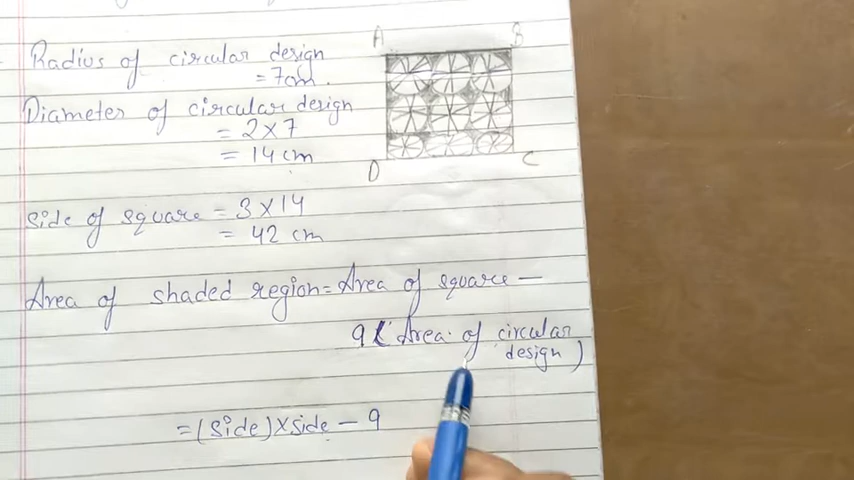 Radius of circular design
= 7cm.
Diameter of circular design
= 2×7
= 14 cm
A B
D C
Side of square = 3×14
= 42 cm
Area of shaded region = Area of square –
9 ( Area of circular
design )
= (side)×side – 9